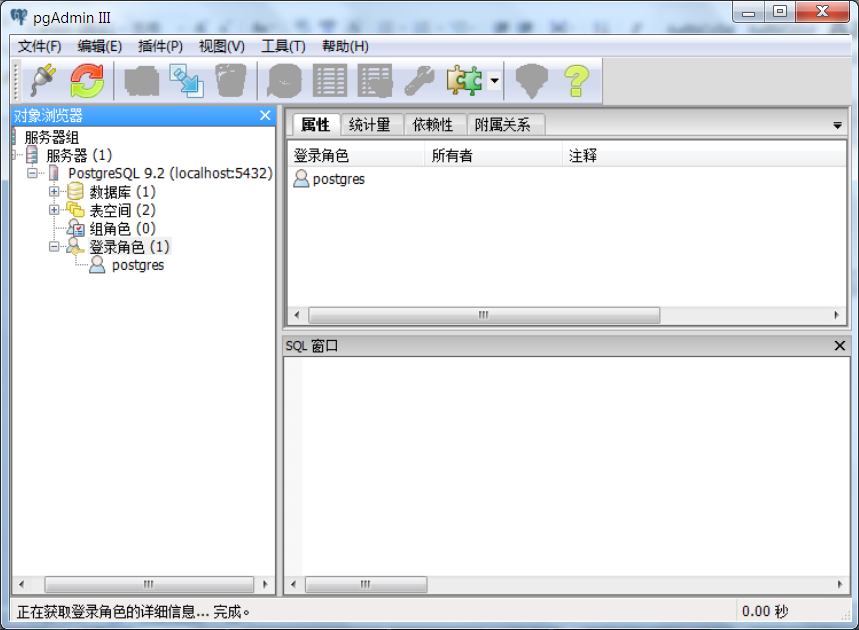 pgAdmin III
文件(F) 编辑(E) 插件(P) 视图(V) 工具(T) 帮助(H)
对象浏览器
服务器组
服务器 (1)
PostgreSQL 9.2 (localhost:5432)
数据库 (1)
表空间 (2)
组角色 (0)
登录角色 (1)
postgres
属性 统计量 依赖性 附属关系
登录角色 所有者 注释
postgres
SQL 窗口
正在获取登录角色的详细信息... 完成。 0.00 秒